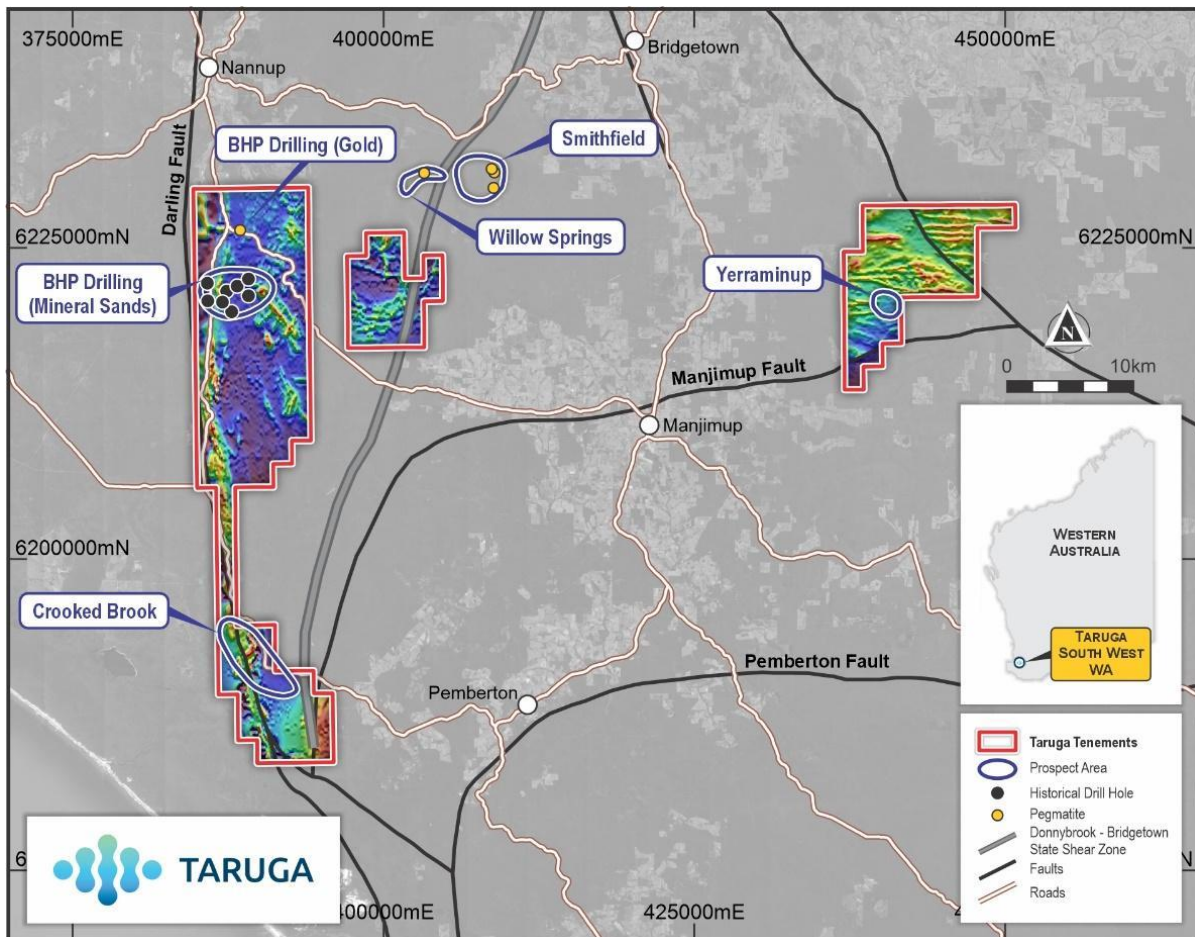 375000mE
400000mE
450000mE
Bridgetown
Nannup
Darling Fault
BHP Drilling (Gold)
Smithfield
Willow Springs
6225000mN
6225000mN
BHP Drilling
(Mineral Sands)
Yerraminup
N
0
10km
Manjimup Fault
Manjimup
6200000mN
WESTERN
AUSTRALIA
TARUGA
SOUTH WEST
WA
Crooked Brook
Pemberton Fault
Pemberton
Taruga Tenements
Prospect Area
Historical Drill Hole
Pegmatite
Donnybrook - Bridgetown
State Shear Zone
Faults
Roads
TARUGA
400000mE
425000mE